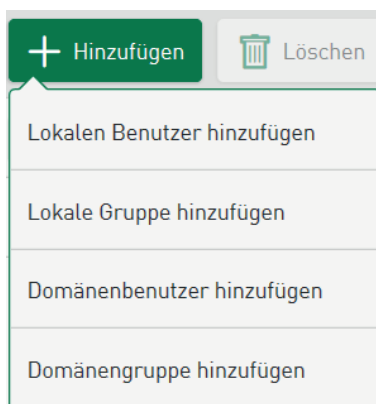 Hinzufügen Löschen
Lokalen Benutzer hinzufügen
Lokale Gruppe hinzufügen
Domänenbenutzer hinzufügen
Domänengruppe hinzufügen